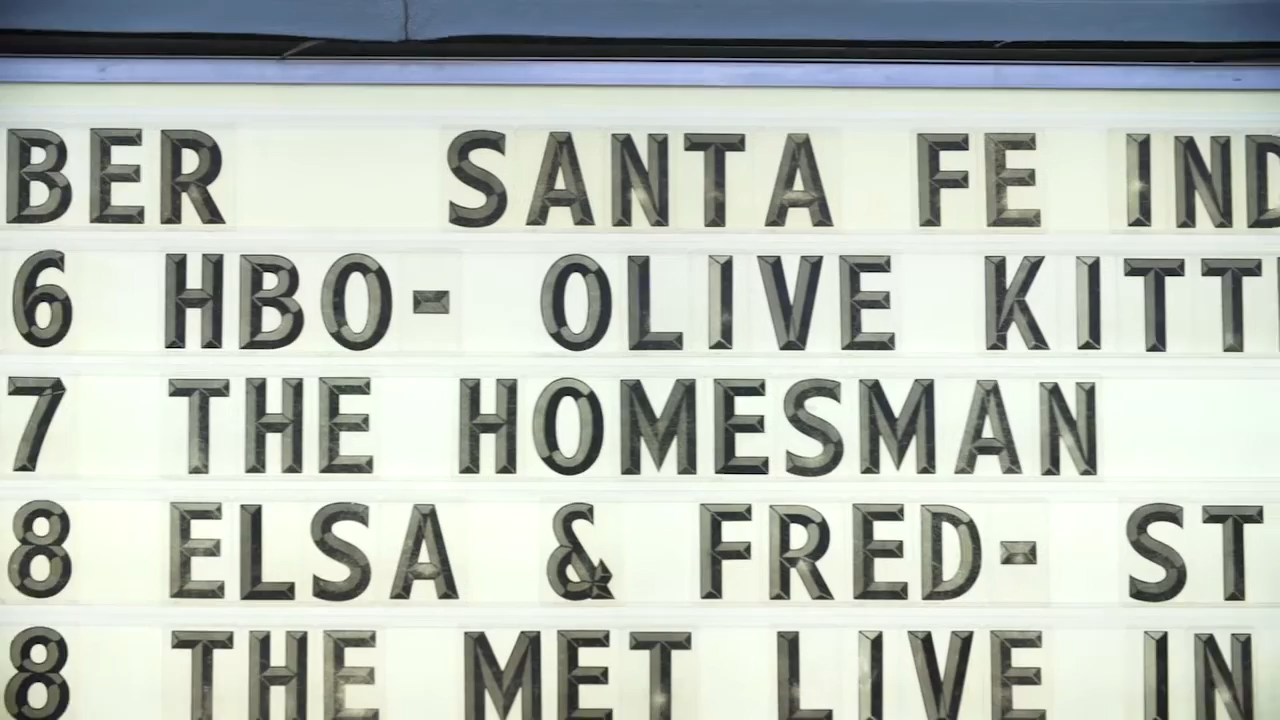 BER SANTA FE IND
6 HBO- OLIVE KITT
7 THE HOMESMAN
8 ELSA & FRED- ST
8 THE MET LIVE IN